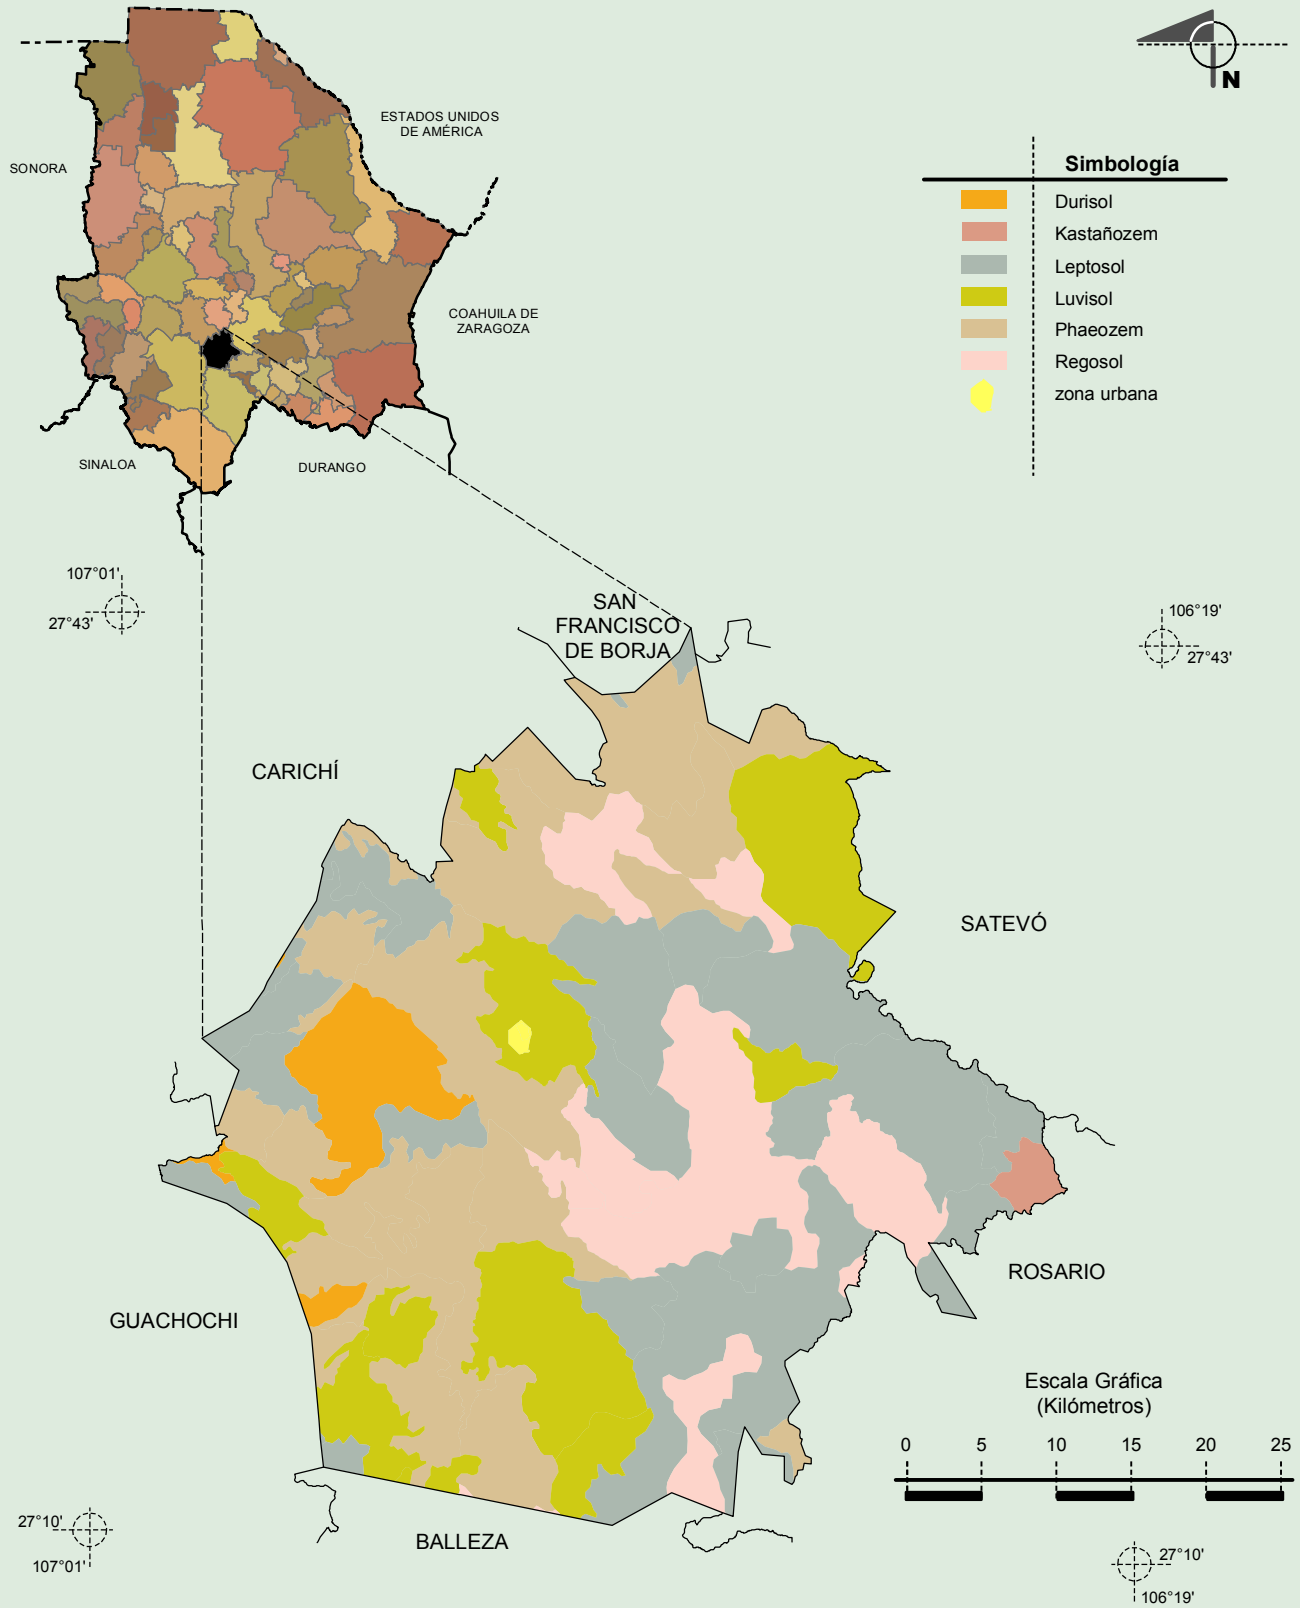 N
ESTADOS UNIDOS
DE AMÉRICA
SONORA
COAHUILA DE
ZARAGOZA
SINALOA
DURANGO
Simbología
Durisol
Kastañozem
Leptosol
Luvisol
Phaeozem
Regosol
zona urbana
107°01'
27°43'
106°19'
27°43'
SAN
FRANCISCO
DE BORJA
CARICHÍ
SATEVÓ
ROSARIO
GUACHOCHI
BALLEZA
Escala Gráfica
(Kilómetros)
0 5 10 15 20 25
27°10'
107°01'
27°10'
106°19'